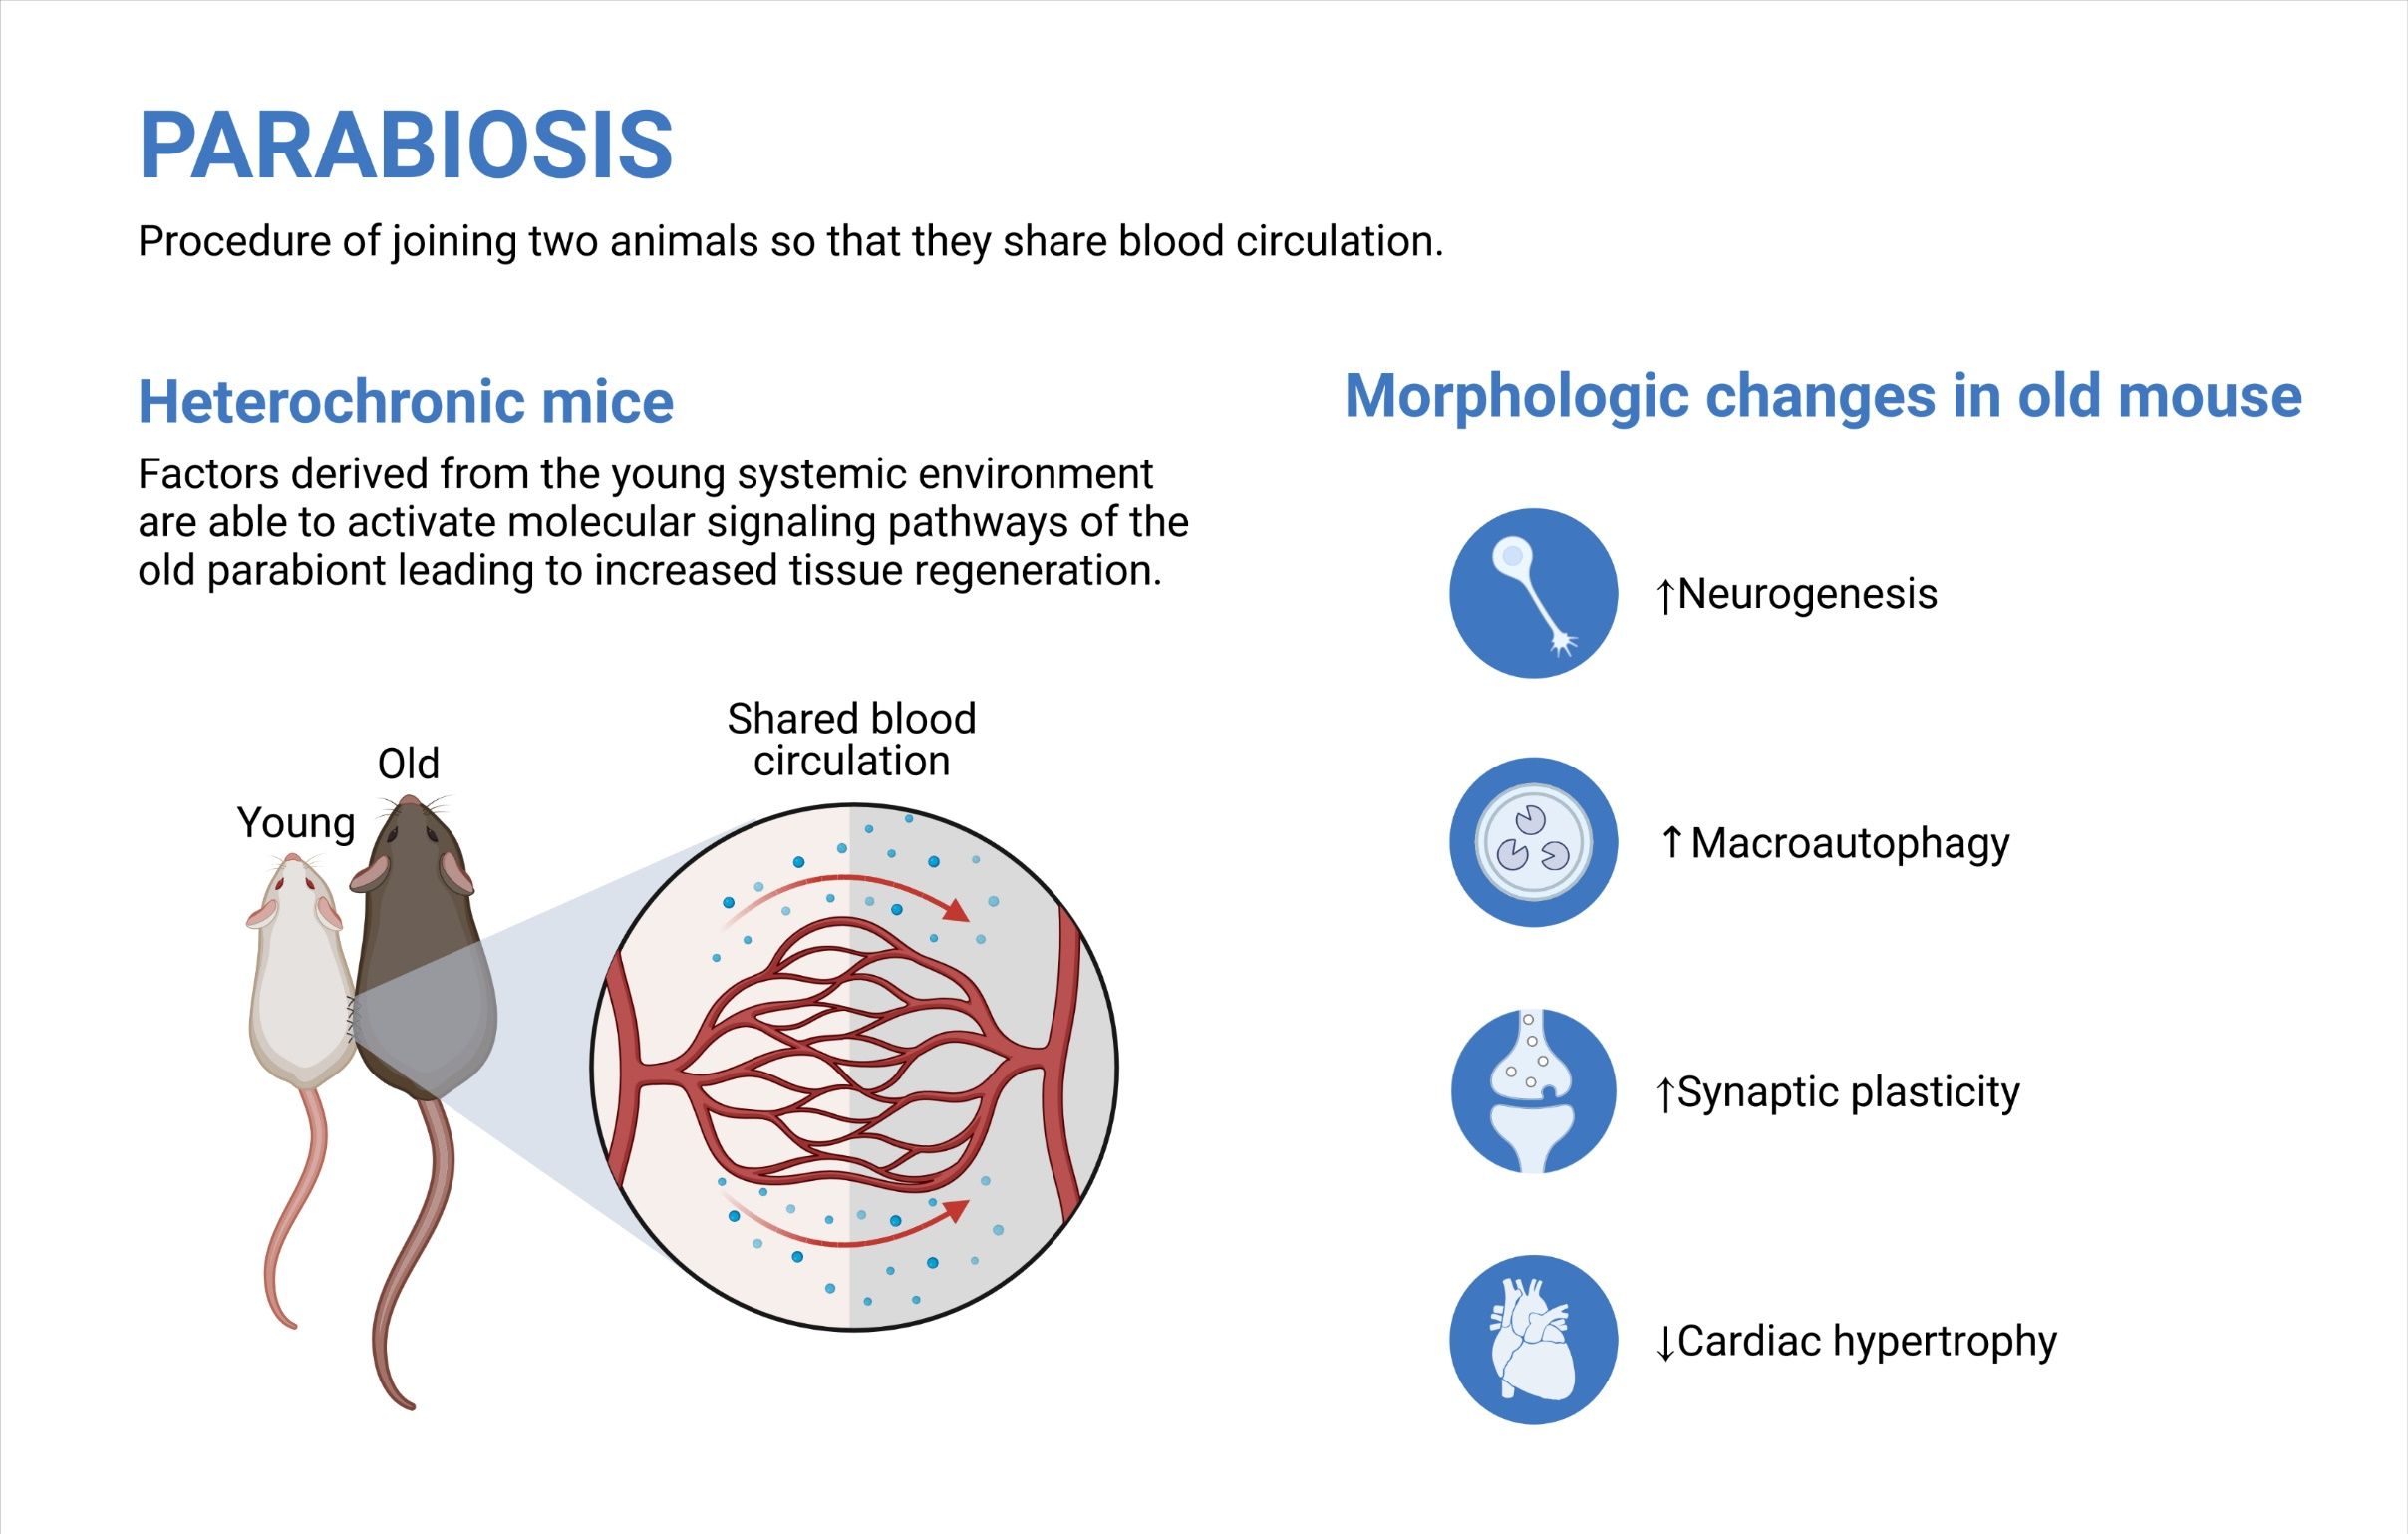 PARABIOSIS
Procedure of joining two animals so that they share blood circulation.
Heterochronic mice
Factors derived from the young systemic environment
are able to activate molecular signaling pathways of the
old parabiont leading to increased tissue regeneration.
Young
Old
Shared blood
circulation
Morphologic changes in old mouse
↑Neurogenesis
↑ Macroautophagy
↑Synaptic plasticity
↓Cardiac hypertrophy